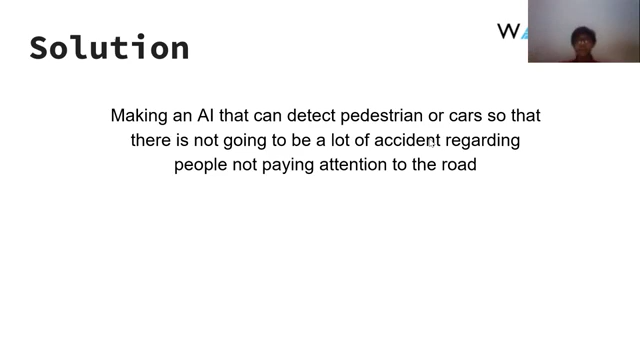 Solution
Making an AI that can detect pedestrian or cars so that
there is not going to be a lot of accident regarding
people not paying attention to the road